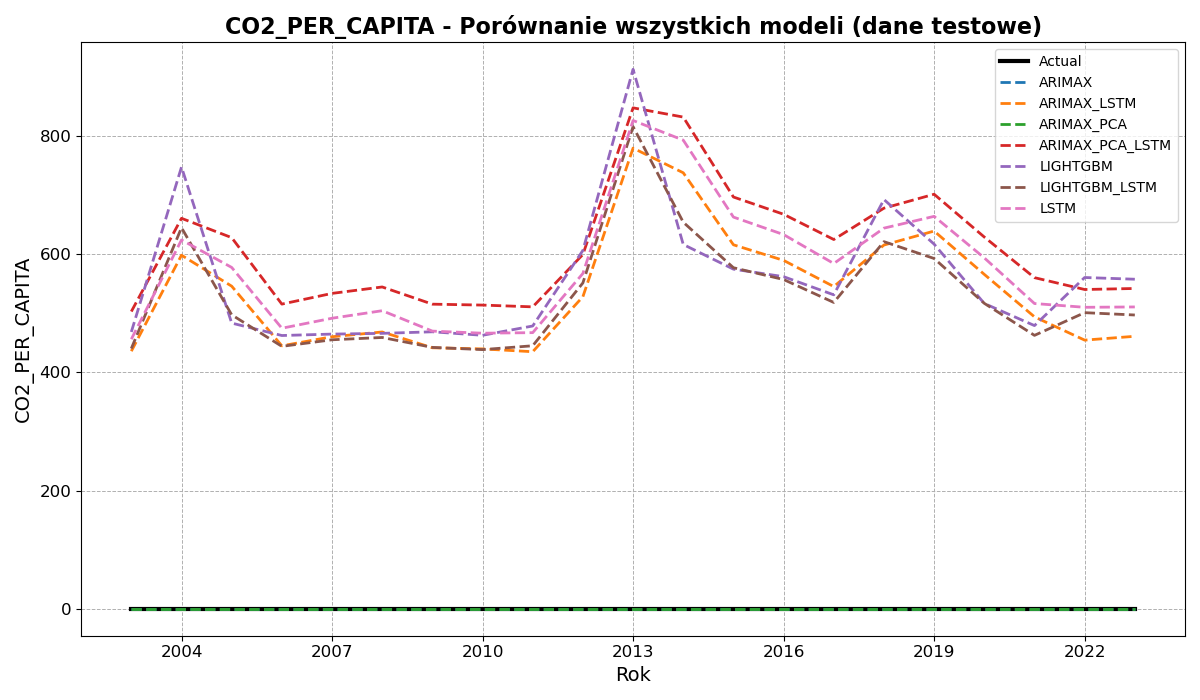 CO2_PER_CAPITA - Porównanie wszystkich modeli (dane testowe)
Actual
ARIMAX
ARIMAX_LSTM
ARIMAX_PCA
ARIMAX_PCA_LSTM
LIGHTGBM
LIGHTGBM_LSTM
LSTM
CO2_PER_CAPITA
800
600
400
200
0
2004 2007 2010 2013 2016 2019 2022
Rok